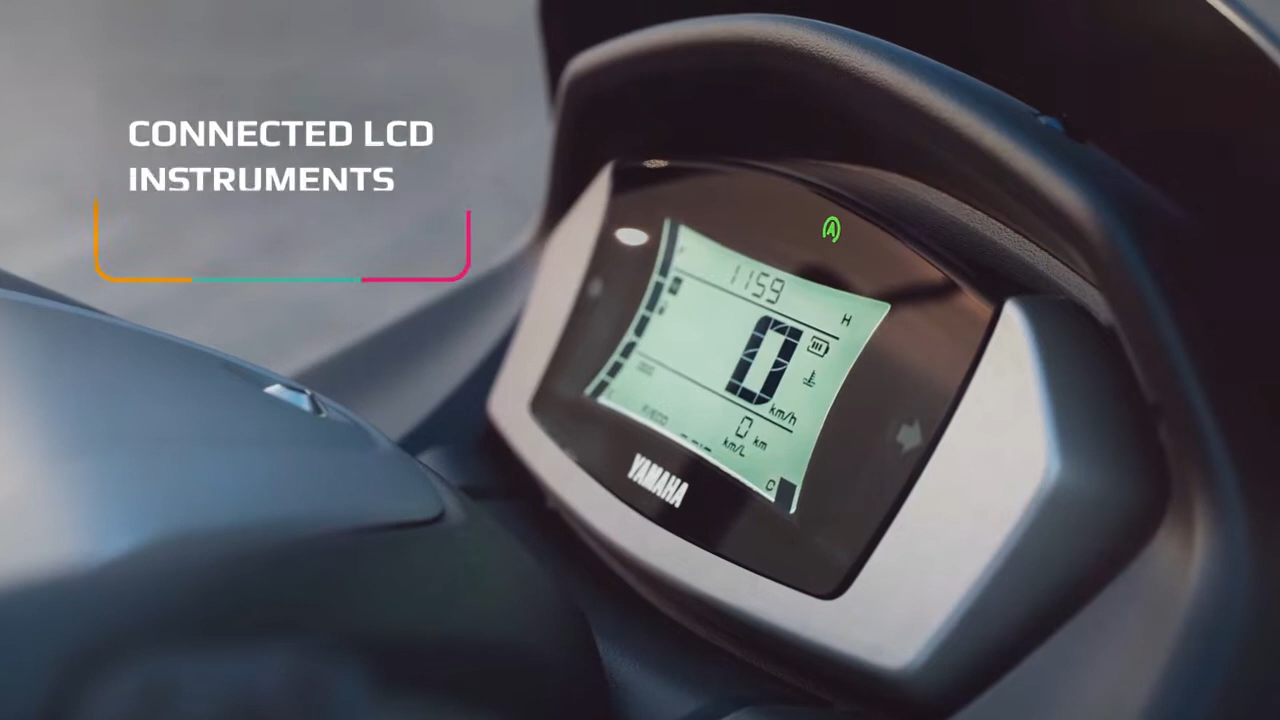 CONNECTED LCD
INSTRUMENTS
A
1159
H
0
km/h
0 km
km/L
C
YAMAHA